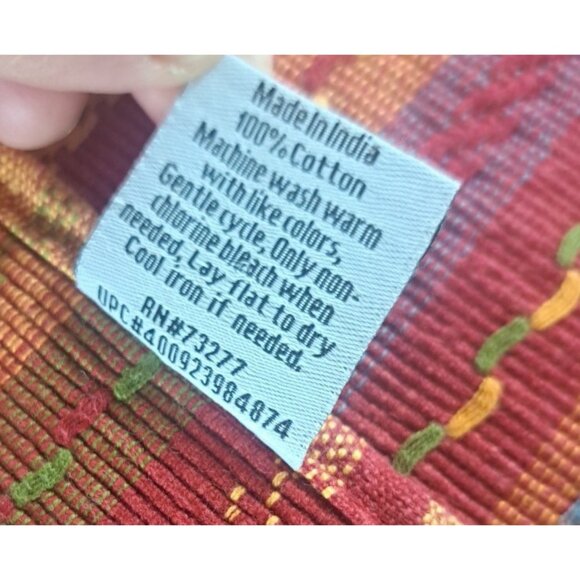 Made In India
100% Cotton
Machine wash warm
with like colors,
Gentle cycle. Only non-
chlorine bleach when
needed, Lay flat to dry
Cool iron if needed.
RN#73277
UPC#400923984874